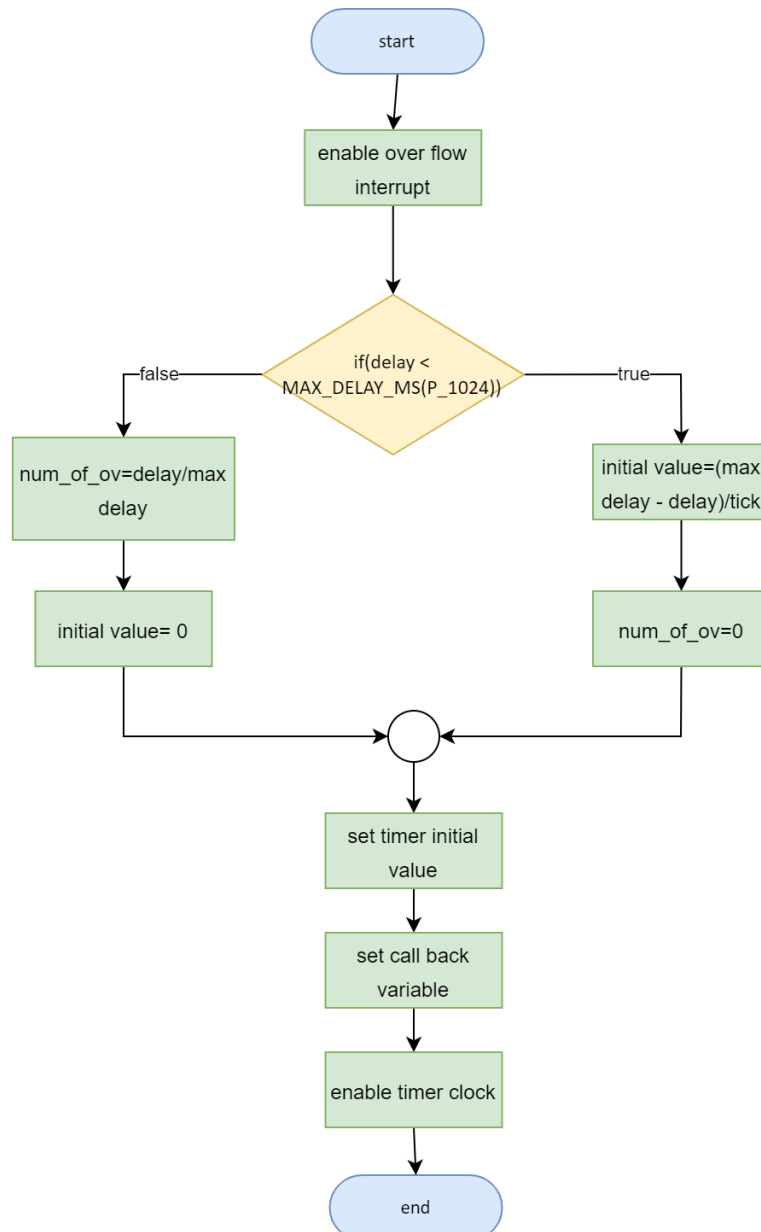 start
enable over flow
interrupt
if(delay <
MAX_DELAY_MS(P_1024))
false
true
num_of_ov=delay/max
delay
initial value=(max
delay - delay)/tick
initial value= 0
num_of_ov=0
set timer initial
value
set call back
variable
enable timer clock
end